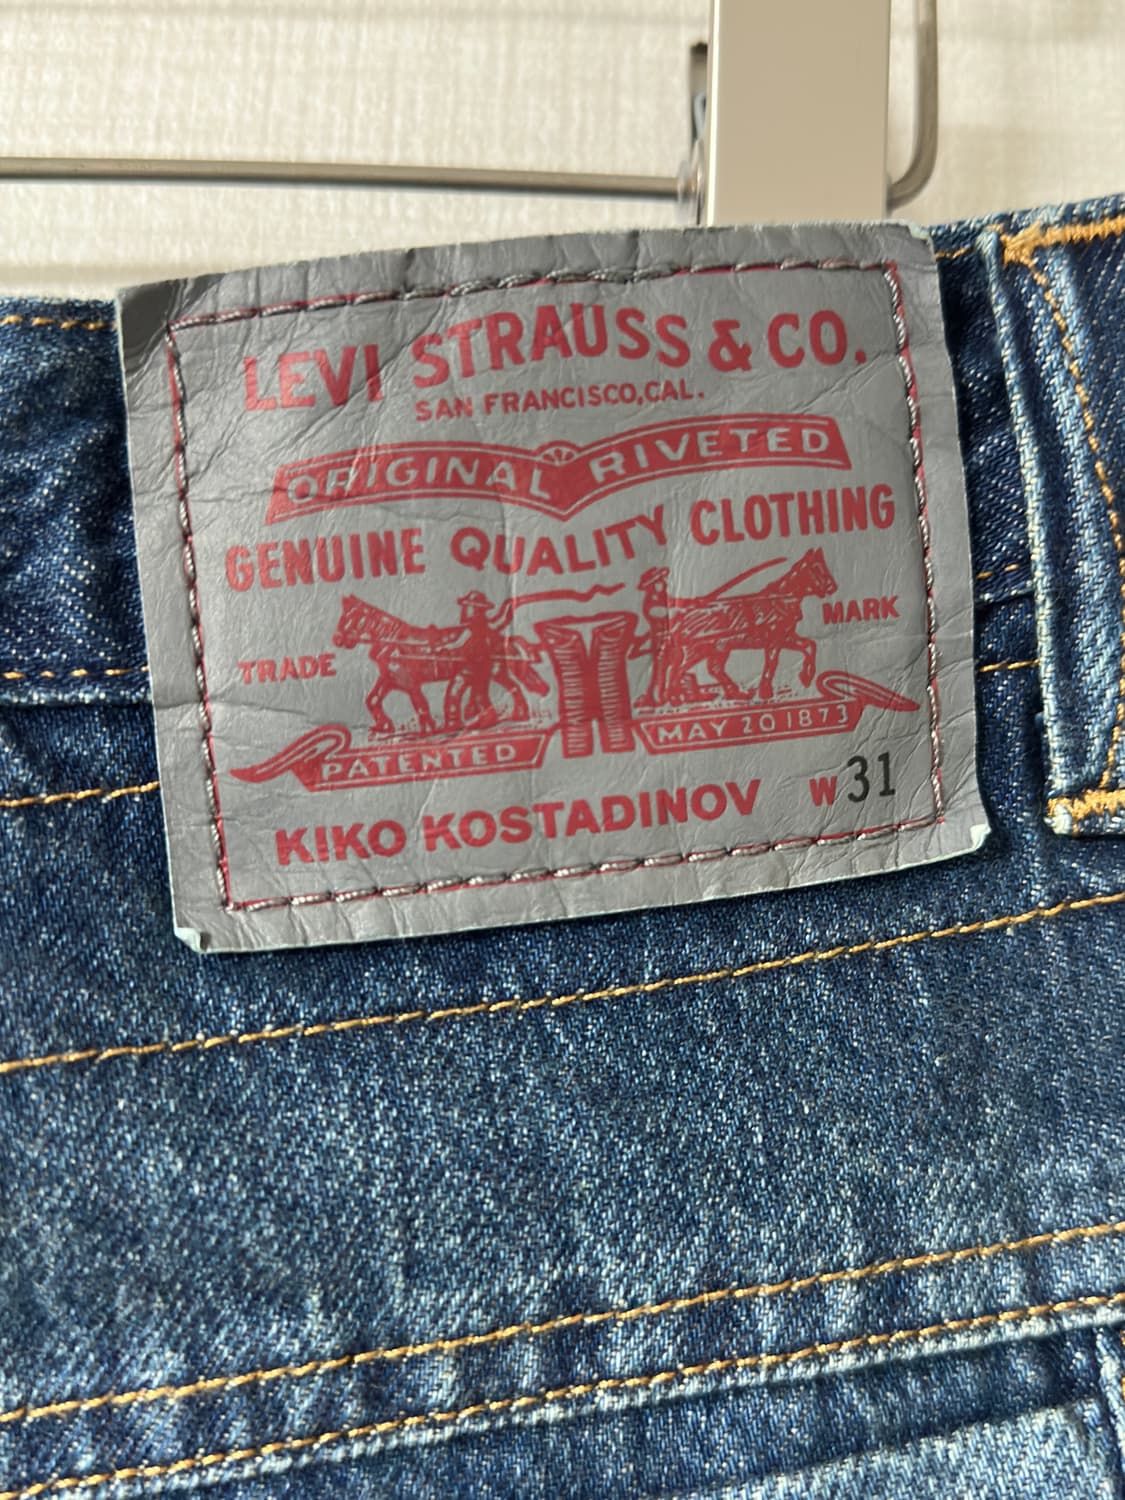 LEVI STRAUSS & CO.
SAN FRANCISCO,CAL.
ORIGINAL RIVETED
GENUINE QUALITY CLOTHING
TRADE MARK
PATENTED MAY 20 1873
KIKO KOSTADINOV W 31